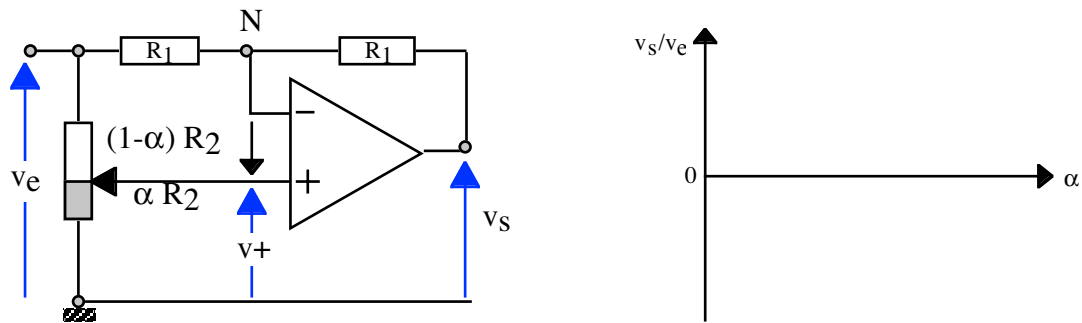 N
R1
R1
−
(1-α) R2
ve
+
α R2
v+
vs
vs/ve
0
α